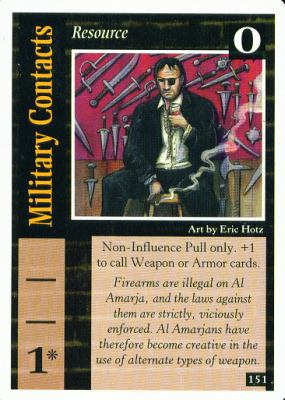 Military Contacts
Resource
O
Art by Eric Hotz
Non-Influence Pull only. +1
to call Weapon or Armor cards.
Firearms are illegal on Al
Amarja, and the laws against
them are strictly, viciously
enforced. Al Amarjans have
therefore become creative in the
use of alternate types of weapon.
1*
151